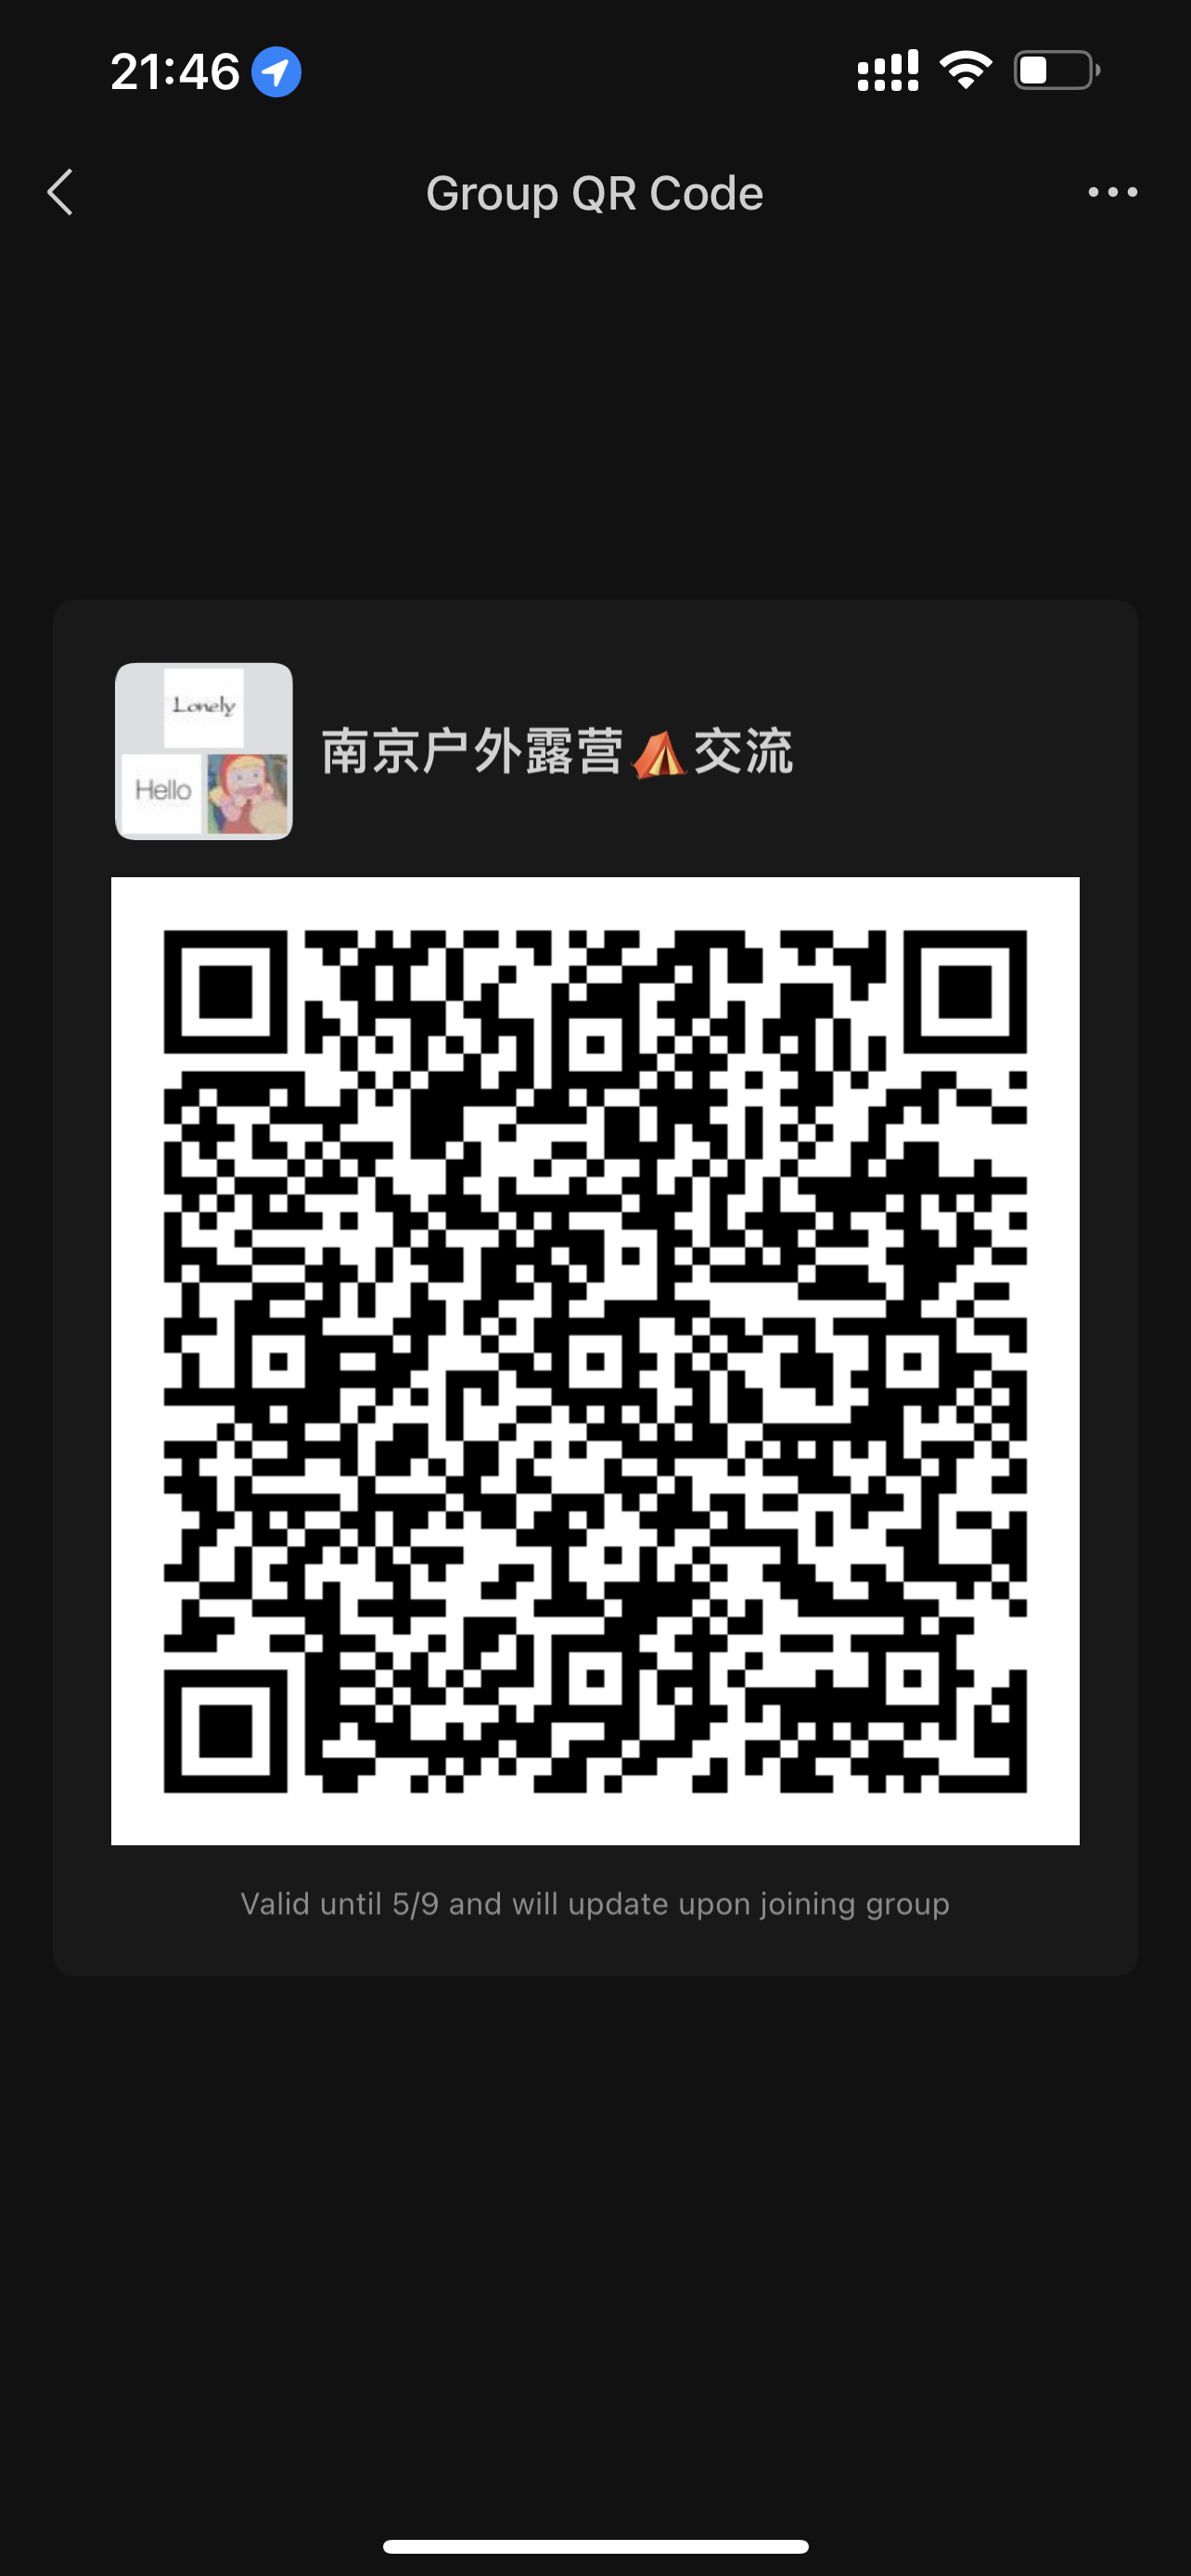 21:46
Group QR Code
Lonely
Hello
南京户外露营⛺交流
Valid until 5/9 and will update upon joining group